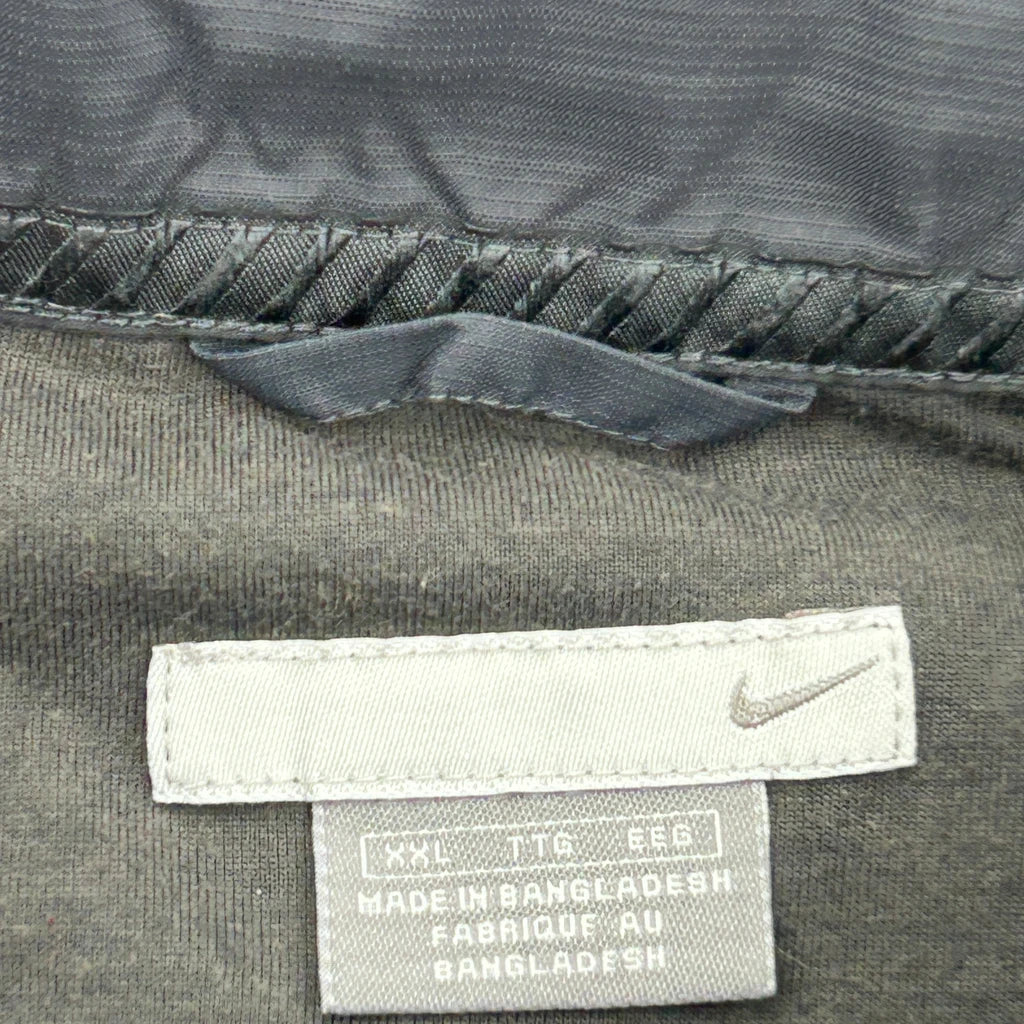 XXL TTG EEG
MADE IN BANGLADESH
FABRIQUE AU
BANGLADESH